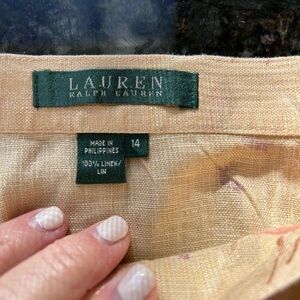 LAUREN
RALPH LAUREN
MADE IN
PHILIPPINES
14
100% LINEN/
LIN